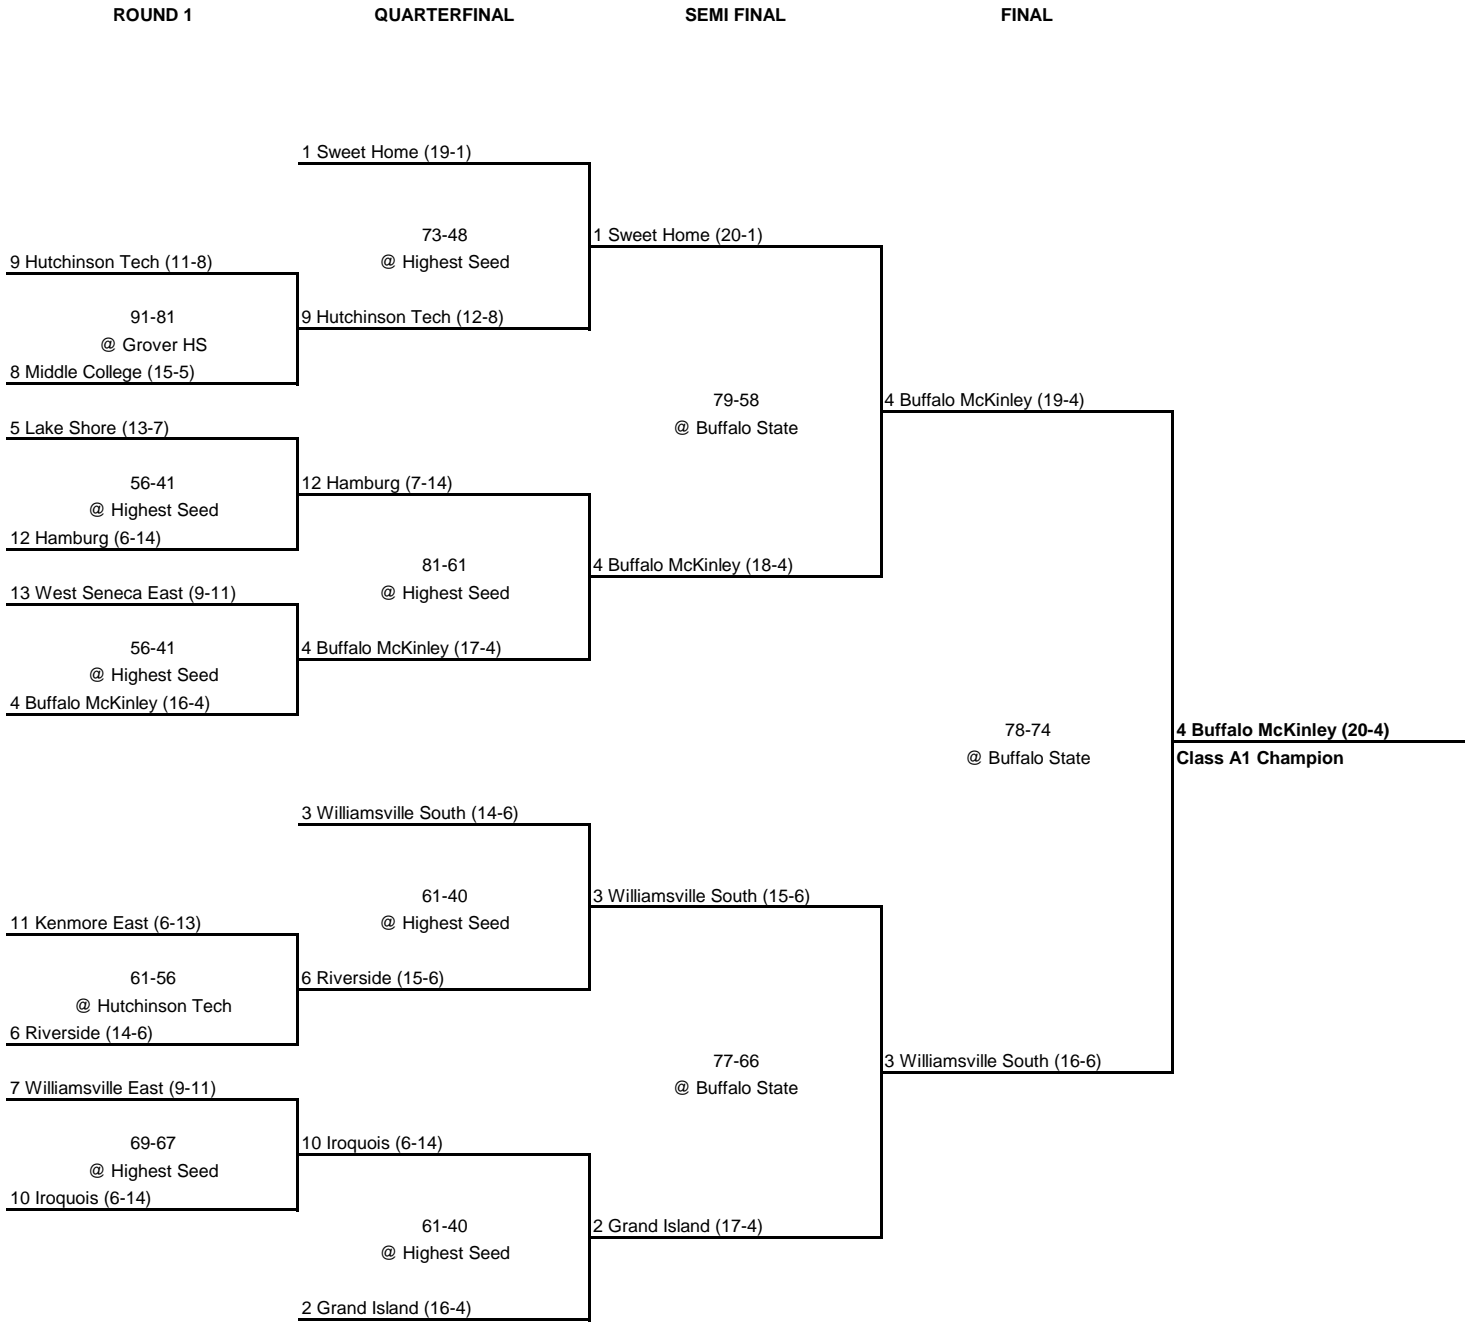 ROUND 1 QUARTERFINAL SEMI FINAL FINAL
1 Sweet Home (19-1)
73-48 1 Sweet Home (20-1)
9 Hutchinson Tech (11-8) @ Highest Seed
91-81 9 Hutchinson Tech (12-8)
@ Grover HS
8 Middle College (15-5)
79-58 4 Buffalo McKinley (19-4)
5 Lake Shore (13-7) @ Buffalo State
56-41 12 Hamburg (7-14)
@ Highest Seed
12 Hamburg (6-14)
81-61 4 Buffalo McKinley (18-4)
13 West Seneca East (9-11) @ Highest Seed
56-41 4 Buffalo McKinley (17-4)
@ Highest Seed
4 Buffalo McKinley (16-4)
78-74 4 Buffalo McKinley (20-4)
@ Buffalo State Class A1 Champion
3 Williamsville South (14-6)
61-40 3 Williamsville South (15-6)
11 Kenmore East (6-13) @ Highest Seed
61-56 6 Riverside (15-6)
@ Hutchinson Tech
6 Riverside (14-6)
77-66 3 Williamsville South (16-6)
7 Williamsville East (9-11) @ Buffalo State
69-67 10 Iroquois (6-14)
@ Highest Seed
10 Iroquois (6-14)
61-40 2 Grand Island (17-4)
@ Highest Seed
2 Grand Island (16-4)